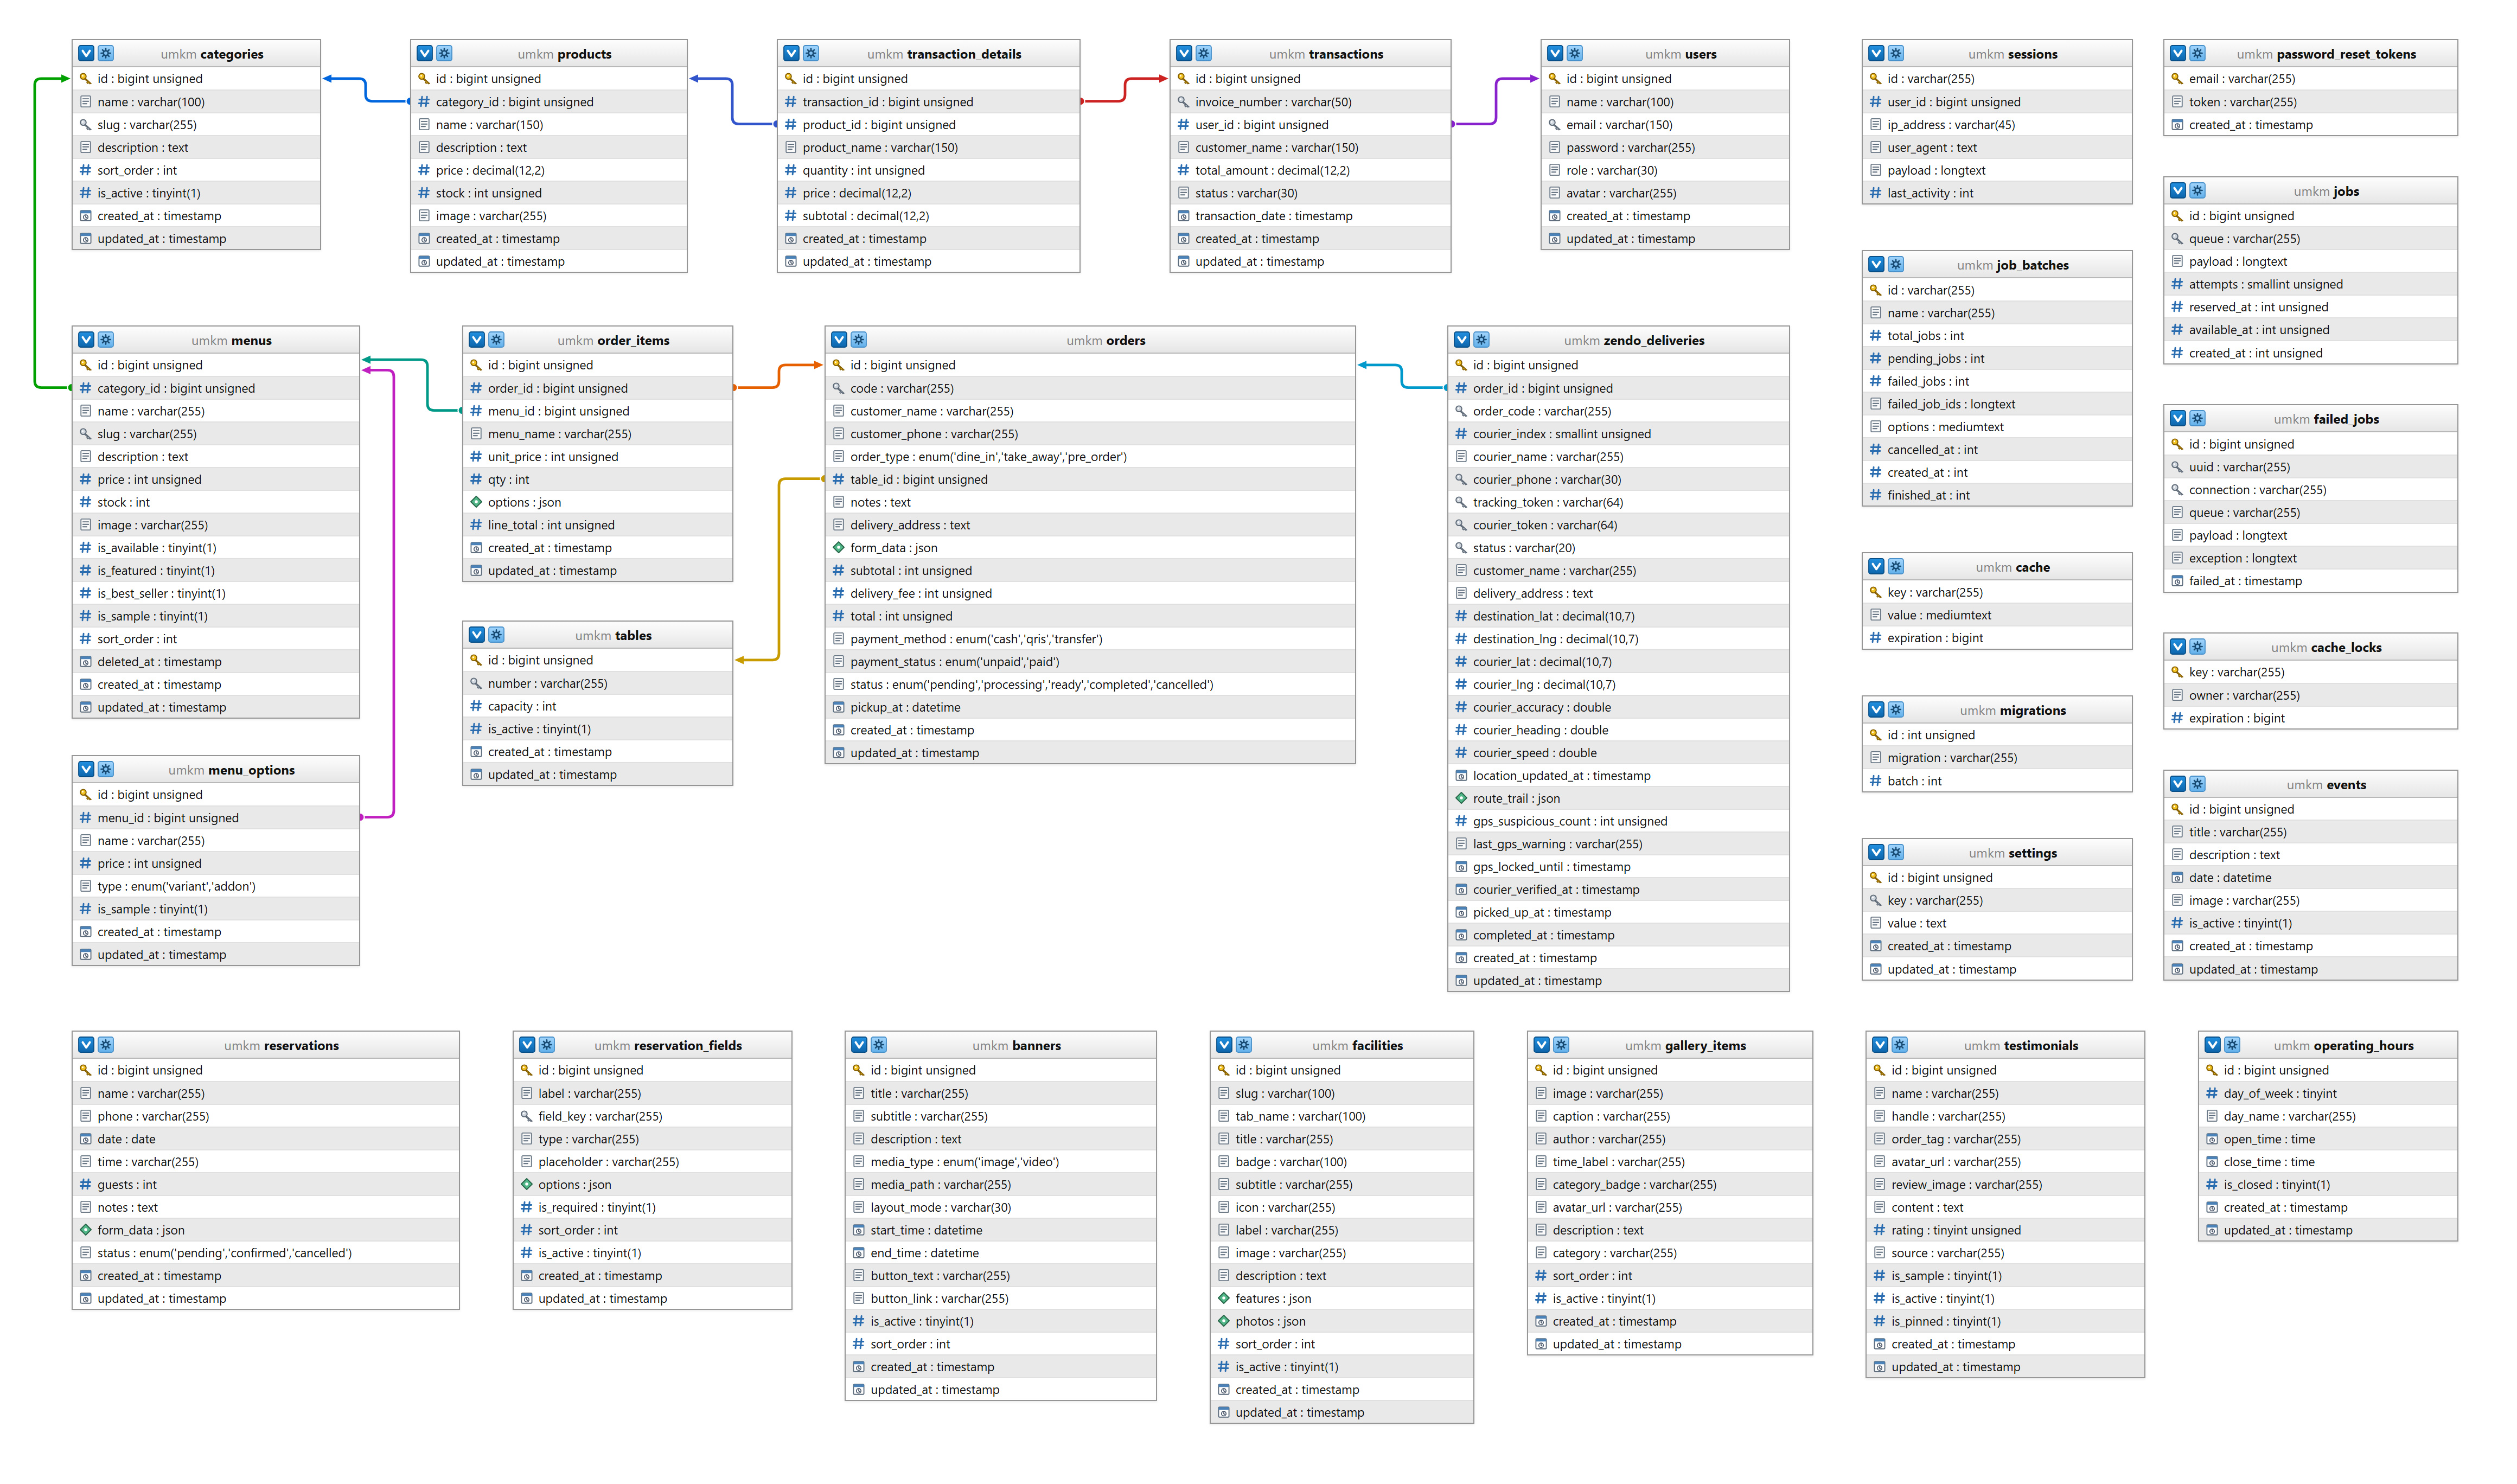 umkm categories
id : bigint unsigned
name : varchar(100)
slug : varchar(255)
description : text
sort_order : int
is_active : tinyint(1)
created_at : timestamp
updated_at : timestamp
umkm products
id : bigint unsigned
category_id : bigint unsigned
name : varchar(150)
description : text
price : decimal(12,2)
stock : int unsigned
image : varchar(255)
created_at : timestamp
updated_at : timestamp
umkm transaction_details
id : bigint unsigned
transaction_id : bigint unsigned
product_id : bigint unsigned
product_name : varchar(150)
quantity : int unsigned
price : decimal(12,2)
subtotal : decimal(12,2)
created_at : timestamp
updated_at : timestamp
umkm transactions
id : bigint unsigned
invoice_number : varchar(50)
user_id : bigint unsigned
customer_name : varchar(150)
total_amount : decimal(12,2)
status : varchar(30)
transaction_date : timestamp
created_at : timestamp
updated_at : timestamp
umkm users
id : bigint unsigned
name : varchar(100)
email : varchar(150)
password : varchar(255)
role : varchar(30)
avatar : varchar(255)
created_at : timestamp
updated_at : timestamp
umkm sessions
id : varchar(255)
user_id : bigint unsigned
ip_address : varchar(45)
user_agent : text
payload : longtext
last_activity : int
umkm password_reset_tokens
email : varchar(255)
token : varchar(255)
created_at : timestamp
umkm jobs
id : bigint unsigned
queue : varchar(255)
payload : longtext
attempts : smallint unsigned
reserved_at : int unsigned
available_at : int unsigned
created_at : int unsigned
umkm job_batches
id : varchar(255)
name : varchar(255)
total_jobs : int
pending_jobs : int
failed_jobs : int
failed_job_ids : longtext
options : mediumtext
cancelled_at : int
created_at : int
finished_at : int
umkm menus
id : bigint unsigned
category_id : bigint unsigned
name : varchar(255)
slug : varchar(255)
description : text
price : int unsigned
stock : int
image : varchar(255)
is_available : tinyint(1)
is_featured : tinyint(1)
is_best_seller : tinyint(1)
is_sample : tinyint(1)
sort_order : int
deleted_at : timestamp
created_at : timestamp
updated_at : timestamp
umkm order_items
id : bigint unsigned
order_id : bigint unsigned
menu_id : bigint unsigned
menu_name : varchar(255)
unit_price : int unsigned
qty : int
options : json
line_total : int unsigned
created_at : timestamp
updated_at : timestamp
umkm orders
id : bigint unsigned
code : varchar(255)
customer_name : varchar(255)
customer_phone : varchar(255)
order_type : enum('dine_in','take_away','pre_order')
table_id : bigint unsigned
notes : text
delivery_address : text
form_data : json
subtotal : int unsigned
delivery_fee : int unsigned
total : int unsigned
payment_method : enum('cash','qris','transfer')
payment_status : enum('unpaid','paid')
status : enum('pending','processing','ready','completed','cancelled')
pickup_at : datetime
created_at : timestamp
updated_at : timestamp
umkm zendo_deliveries
id : bigint unsigned
order_id : bigint unsigned
order_code : varchar(255)
courier_index : smallint unsigned
courier_name : varchar(255)
courier_phone : varchar(30)
tracking_token : varchar(64)
courier_token : varchar(64)
status : varchar(20)
customer_name : varchar(255)
delivery_address : text
destination_lat : decimal(10,7)
destination_lng : decimal(10,7)
courier_lat : decimal(10,7)
courier_lng : decimal(10,7)
courier_accuracy : double
courier_heading : double
courier_speed : double
location_updated_at : timestamp
route_trail : json
gps_suspicious_count : int unsigned
last_gps_warning : varchar(255)
gps_locked_until : timestamp
courier_verified_at : timestamp
picked_up_at : timestamp
completed_at : timestamp
created_at : timestamp
updated_at : timestamp
umkm failed_jobs
id : bigint unsigned
uuid : varchar(255)
connection : varchar(255)
queue : varchar(255)
payload : longtext
exception : longtext
failed_at : timestamp
umkm cache
key : varchar(255)
value : mediumtext
expiration : bigint
umkm tables
id : bigint unsigned
number : varchar(255)
capacity : int
is_active : tinyint(1)
created_at : timestamp
updated_at : timestamp
umkm cache_locks
key : varchar(255)
owner : varchar(255)
expiration : bigint
umkm migrations
id : int unsigned
migration : varchar(255)
batch : int
umkm menu_options
id : bigint unsigned
menu_id : bigint unsigned
name : varchar(255)
price : int unsigned
type : enum('variant','addon')
is_sample : tinyint(1)
created_at : timestamp
updated_at : timestamp
umkm events
id : bigint unsigned
title : varchar(255)
description : text
date : datetime
image : varchar(255)
is_active : tinyint(1)
created_at : timestamp
updated_at : timestamp
umkm settings
id : bigint unsigned
key : varchar(255)
value : text
created_at : timestamp
updated_at : timestamp
umkm reservations
id : bigint unsigned
name : varchar(255)
phone : varchar(255)
date : date
time : varchar(255)
guests : int
notes : text
form_data : json
status : enum('pending','confirmed','cancelled')
created_at : timestamp
updated_at : timestamp
umkm reservation_fields
id : bigint unsigned
label : varchar(255)
field_key : varchar(255)
type : varchar(255)
placeholder : varchar(255)
options : json
is_required : tinyint(1)
sort_order : int
is_active : tinyint(1)
created_at : timestamp
updated_at : timestamp
umkm banners
id : bigint unsigned
title : varchar(255)
subtitle : varchar(255)
description : text
media_type : enum('image','video')
media_path : varchar(255)
layout_mode : varchar(30)
start_time : datetime
end_time : datetime
button_text : varchar(255)
button_link : varchar(255)
is_active : tinyint(1)
sort_order : int
created_at : timestamp
updated_at : timestamp
umkm facilities
id : bigint unsigned
slug : varchar(100)
tab_name : varchar(100)
title : varchar(255)
badge : varchar(100)
subtitle : varchar(255)
icon : varchar(255)
label : varchar(255)
image : varchar(255)
description : text
features : json
photos : json
sort_order : int
is_active : tinyint(1)
created_at : timestamp
updated_at : timestamp
umkm gallery_items
id : bigint unsigned
image : varchar(255)
caption : varchar(255)
author : varchar(255)
time_label : varchar(255)
category_badge : varchar(255)
avatar_url : varchar(255)
description : text
category : varchar(255)
sort_order : int
is_active : tinyint(1)
created_at : timestamp
updated_at : timestamp
umkm testimonials
id : bigint unsigned
name : varchar(255)
handle : varchar(255)
order_tag : varchar(255)
avatar_url : varchar(255)
review_image : varchar(255)
content : text
rating : tinyint unsigned
source : varchar(255)
is_sample : tinyint(1)
is_active : tinyint(1)
is_pinned : tinyint(1)
created_at : timestamp
updated_at : timestamp
umkm operating_hours
id : bigint unsigned
day_of_week : tinyint
day_name : varchar(255)
open_time : time
close_time : time
is_closed : tinyint(1)
created_at : timestamp
updated_at : timestamp